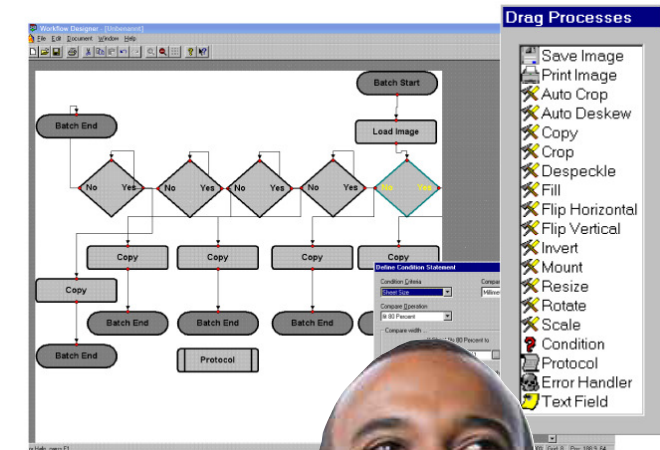 Workflow Designer - [Unbenannt]
File Edit Document Window Help
Drag Processes
Save Image
Print Image
Auto Crop
Auto Deskew
Copy
Crop
Despeckle
Fill
Flip Horizontal
Flip Vertical
Invert
Mount
Resize
Rotate
Scale
Condition
Protocol
Error Handler
Text Field
Batch Start
Batch End
Load Image
No Yes No Yes No Yes No Yes No Yes
Copy Copy Copy Copy
Copy
Batch End Batch End Batch End
Batch End
Protocol
Define Condition Statement
Condition Criteria
Sheet Size
Compare Operation
Compare width ...